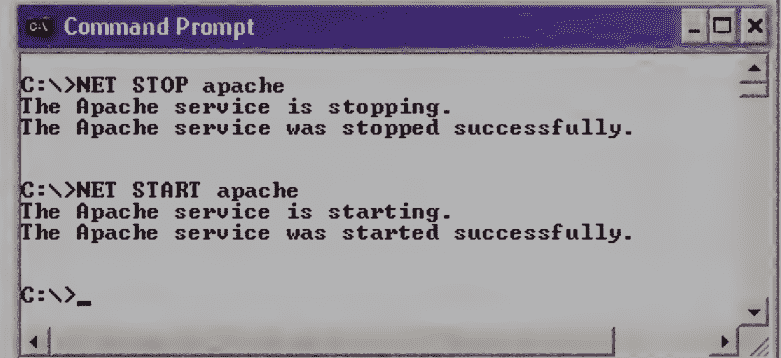 Command Prompt
C:\>NET STOP apache
The Apache service is stopping.
The Apache service was stopped successfully.
C:\>NET START apache
The Apache service is starting.
The Apache service was started successfully.
C:\>_